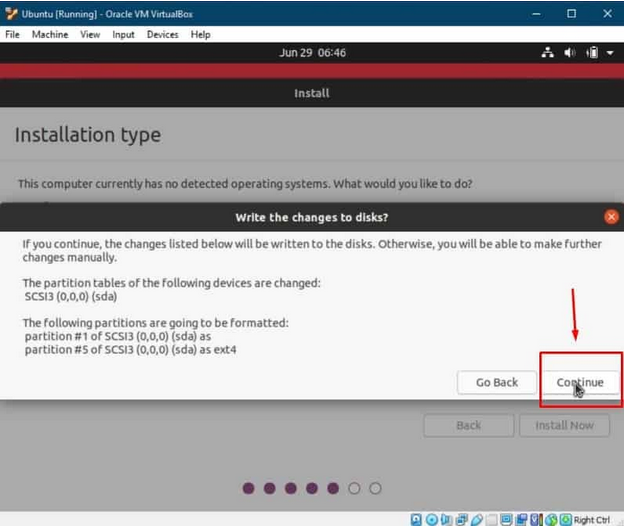 Ubuntu [Running] - Oracle VM VirtualBox
File Machine View Input Devices Help
Jun 29 06:46
Install
Installation type
This computer currently has no detected operating systems. What would you like to do?
Write the changes to disks?
If you continue, the changes listed below will be written to the disks. Otherwise, you will be able to make further
changes manually.
The partition tables of the following devices are changed:
SCSI3 (0,0,0) (sda)
The following partitions are going to be formatted:
partition #1 of SCSI3 (0,0,0) (sda) as
partition #5 of SCSI3 (0,0,0) (sda) as ext4
Go Back Continue
Back Install Now
Right Ctrl